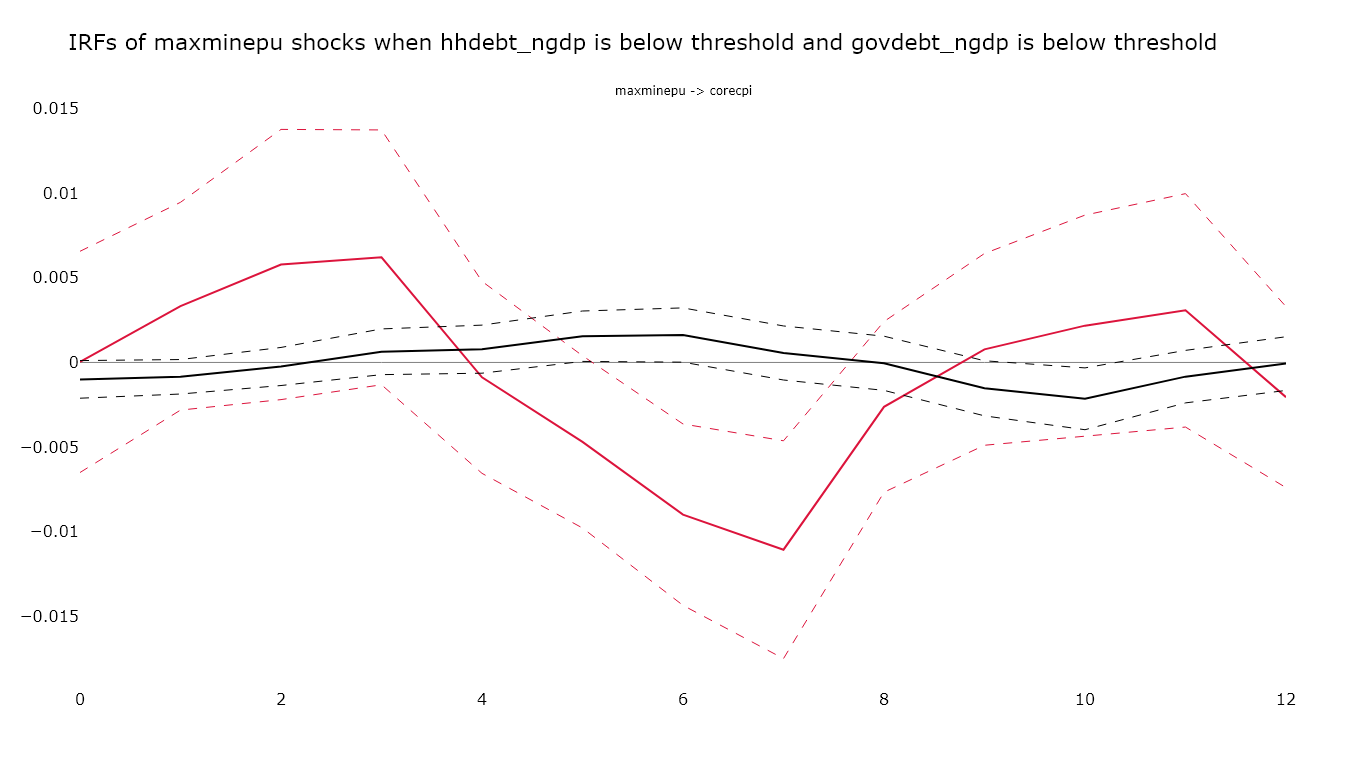 IRFs of maxminepu shocks when hhdebt_ngdp is below threshold and govdebt_ngdp is below threshold
maxminepu -> corecpi
0.015
0.01
0.005
0
−0.005
−0.01
−0.015
0 2 4 6 8 10 12